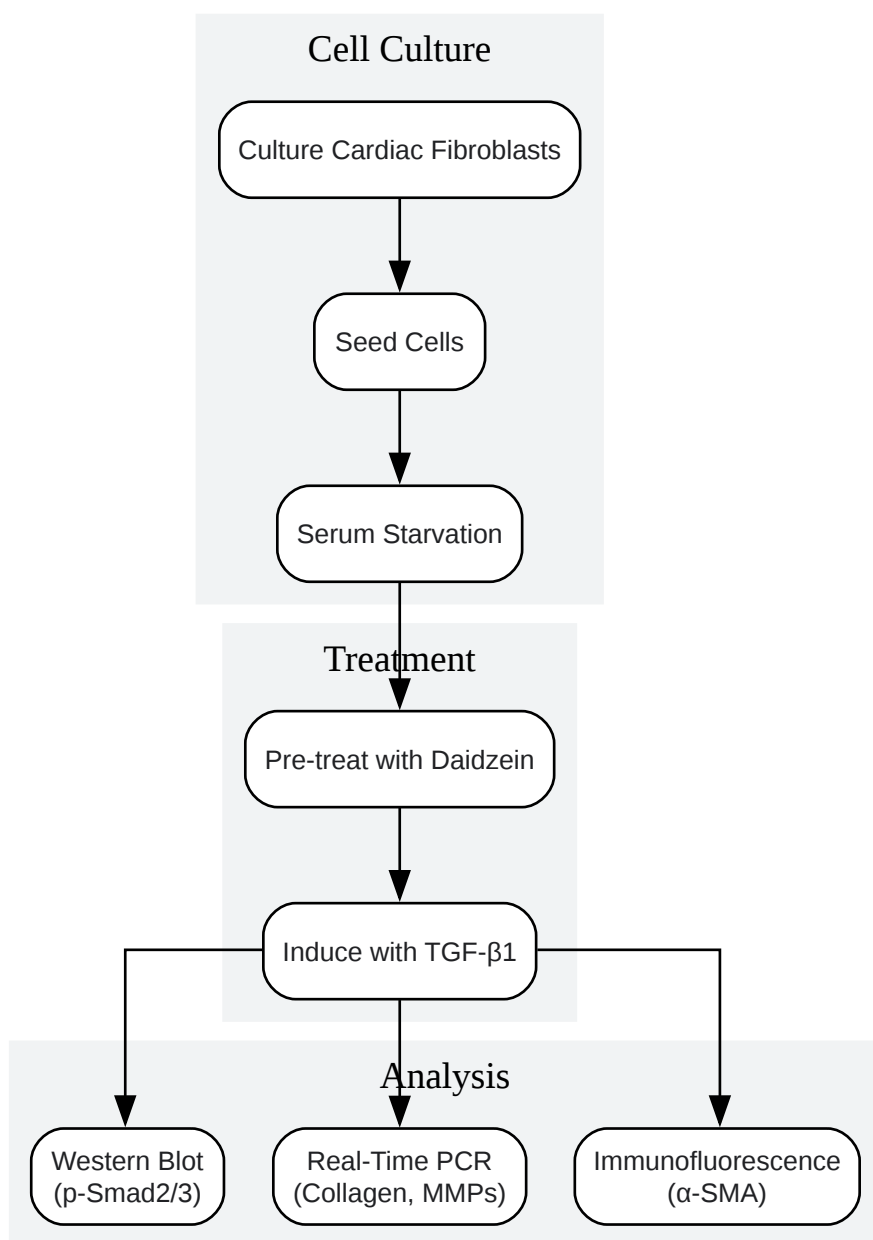 Cell Culture
Culture Cardiac Fibroblasts
Seed Cells
Serum Starvation
Treatment
Pre-treat with Daidzein
Induce with TGF-β1
Analysis
Western Blot
(p-Smad2/3)
Real-Time PCR
(Collagen, MMPs)
Immunofluorescence
(α-SMA)